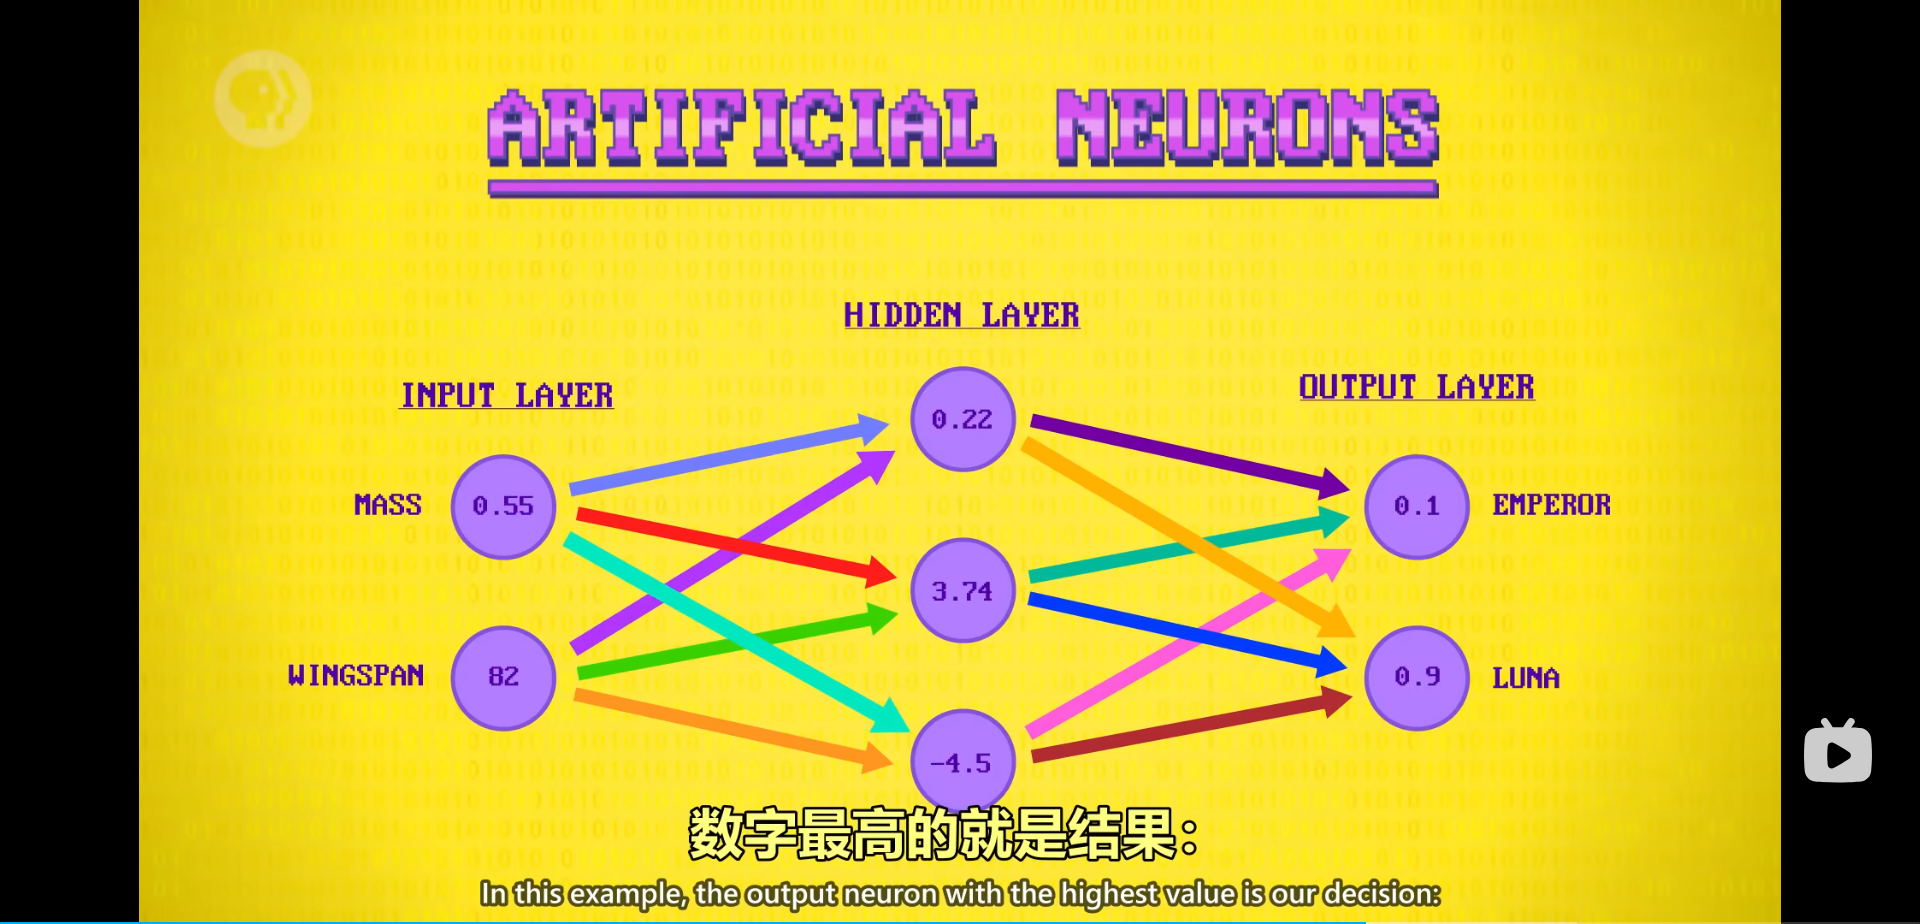 ARTIFICIAL NEURONS
HIDDEN LAYER
INPUT LAYER
OUTPUT LAYER
0.22
MASS 0.55
0.1 EMPEROR
3.74
WINGSPAN 82
0.9 LUNA
-4.5
数字最高的就是结果：
In this example, the output neuron with the highest value is our decision: